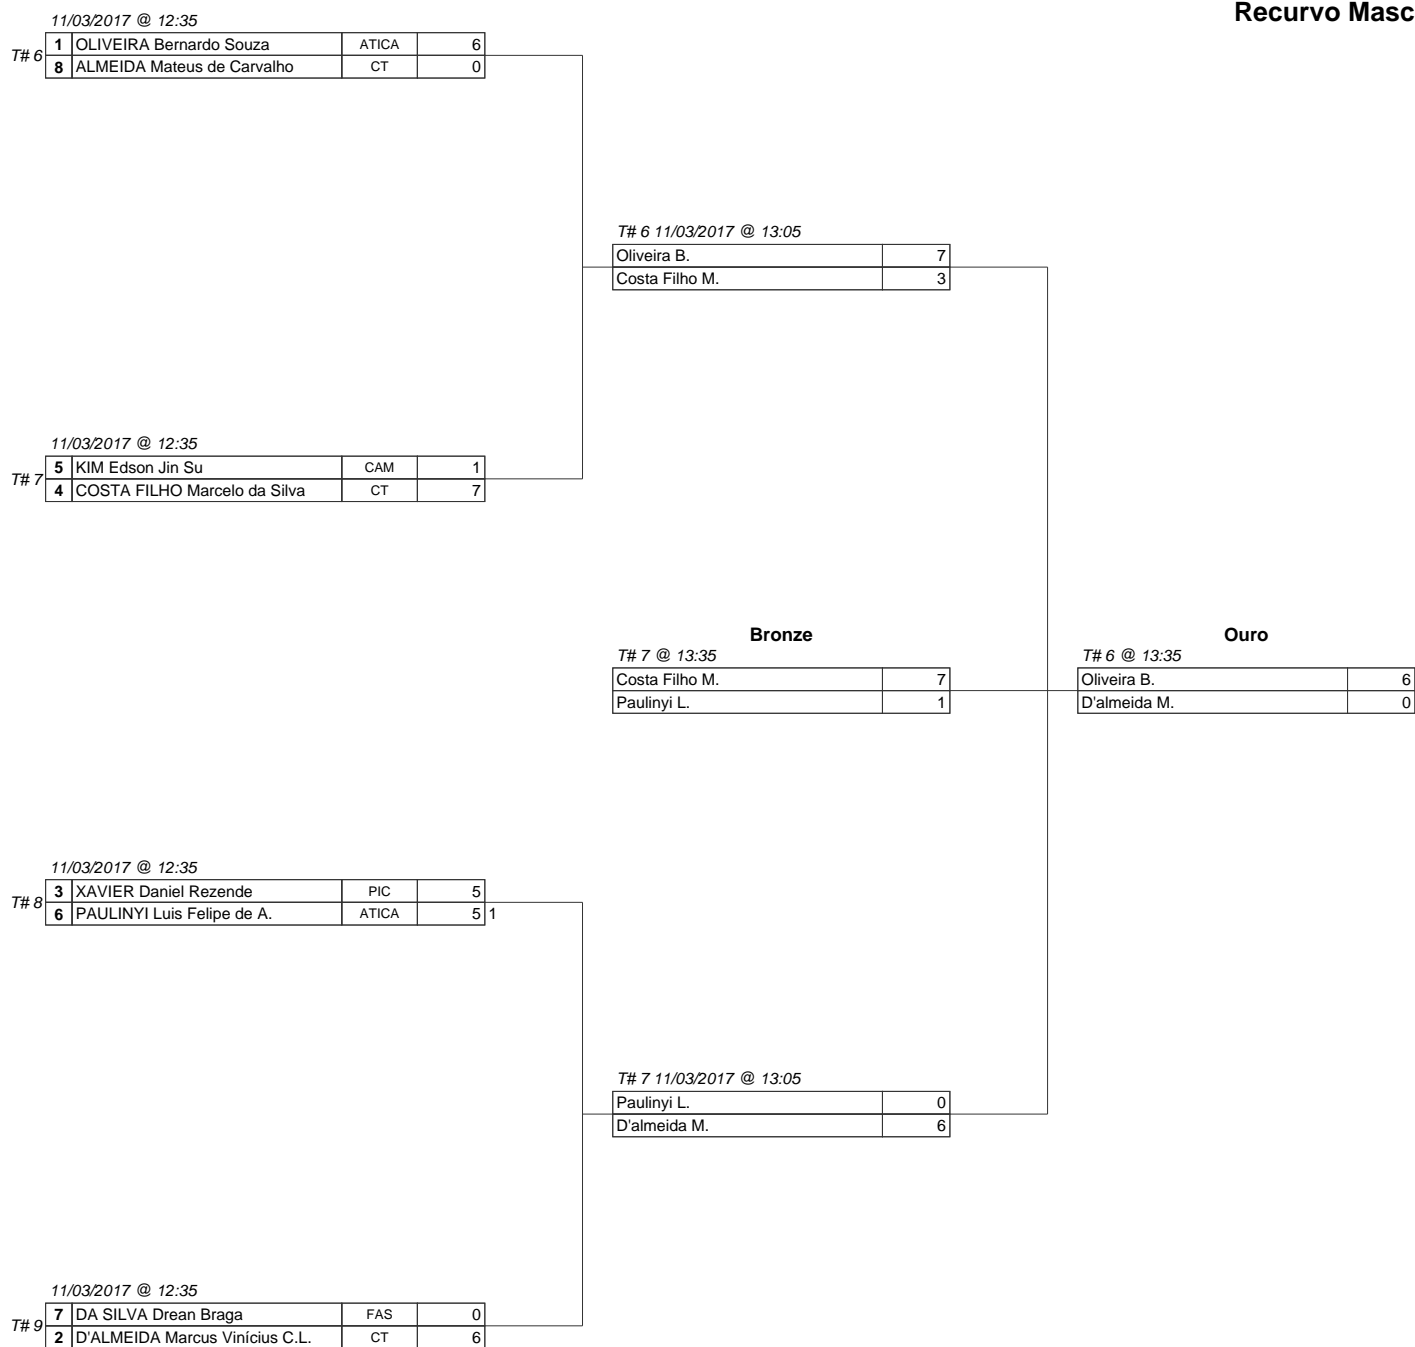 Recurvo Masc
11/03/2017 @ 12:35
T# 6
1 OLIVEIRA Bernardo Souza ATICA 6
8 ALMEIDA Mateus de Carvalho CT 0
T# 6 11/03/2017 @ 13:05
Oliveira B. 7
Costa Filho M. 3
11/03/2017 @ 12:35
T# 7
5 KIM Edson Jin Su CAM 1
4 COSTA FILHO Marcelo da Silva CT 7
Bronze
T# 7 @ 13:35
Costa Filho M. 7
Paulinyi L. 1
Ouro
T# 6 @ 13:35
Oliveira B. 6
D'almeida M. 0
11/03/2017 @ 12:35
T# 8
3 XAVIER Daniel Rezende PIC 5
6 PAULINYI Luis Felipe de A. ATICA 5 1
T# 7 11/03/2017 @ 13:05
Paulinyi L. 0
D'almeida M. 6
11/03/2017 @ 12:35
T# 9
7 DA SILVA Drean Braga FAS 0
2 D'ALMEIDA Marcus Vinícius C.L. CT 6